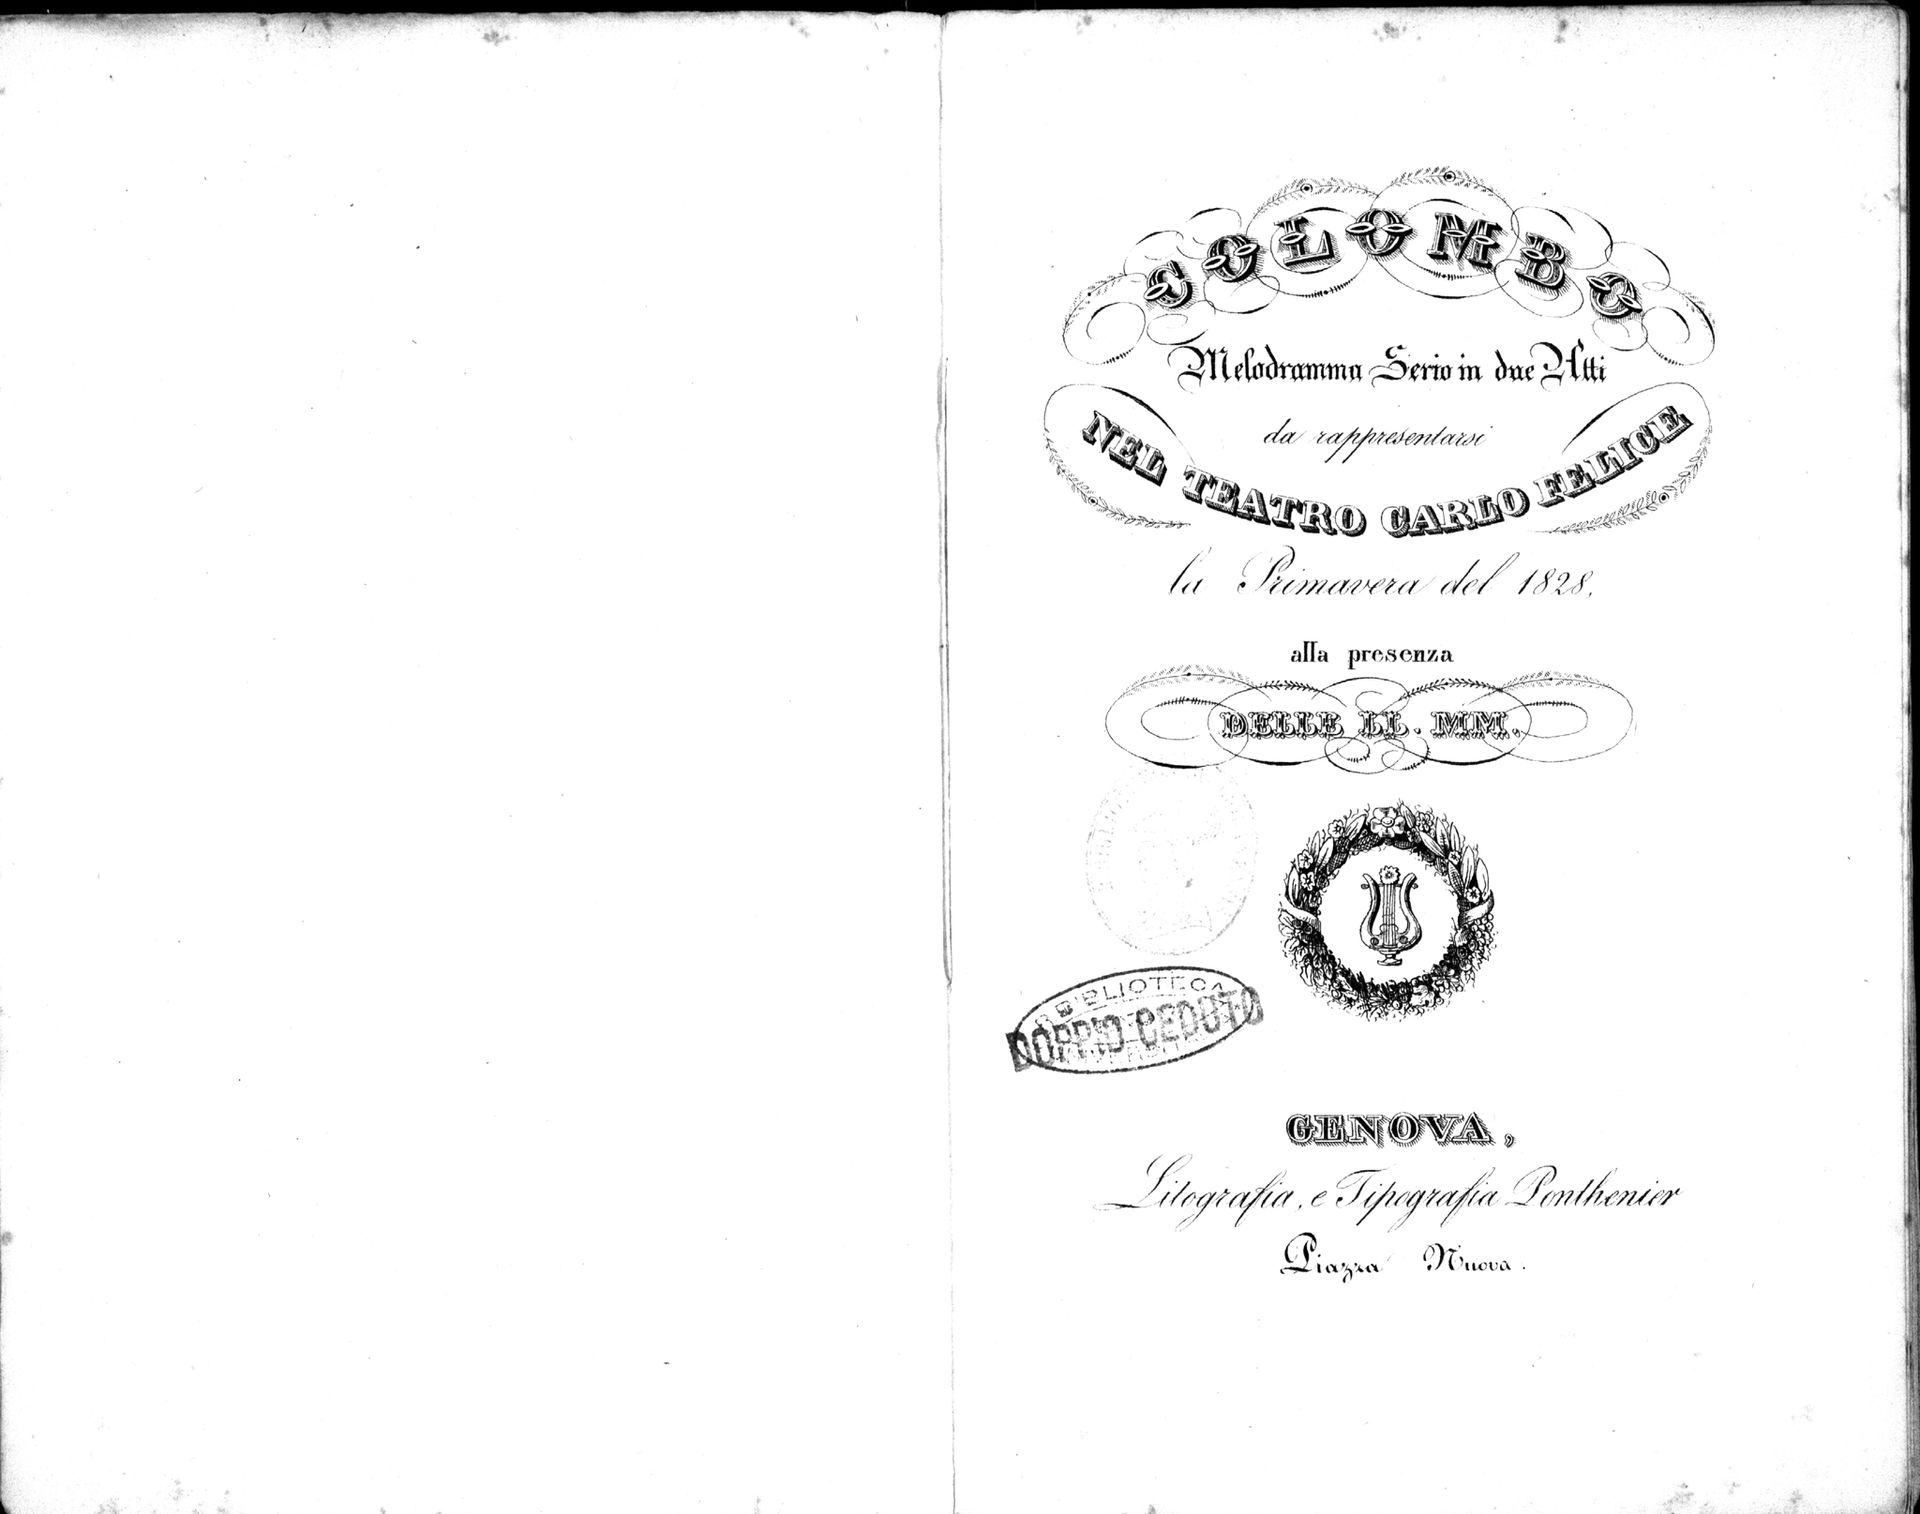 COLOMBO
Melodramma Serio in due Atti
da rappresentarsi
NEL TEATRO CARLO FELICE
la Primavera del 1828.
alla presenza
DELLE LL. MM.
BIBLIOTECA
DOPPIO CEDUTO
GENOVA,
Litografia, e Tipografia Ponthenier
Piazza Nuova.